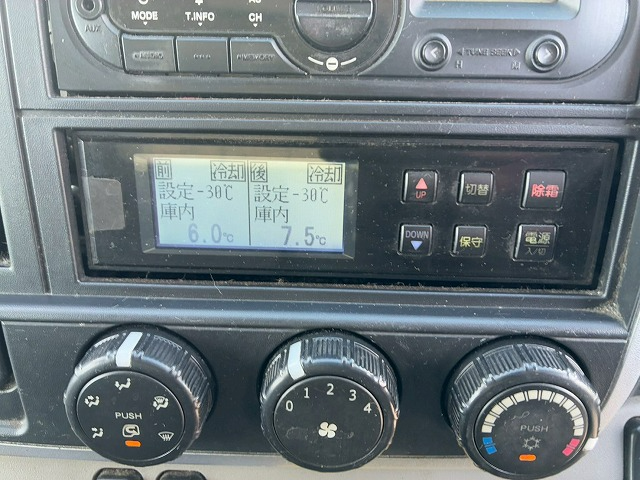 AUX
MODE
T.INFO
CH
TUNE SEEK
前 冷却 後 冷却
設定-30℃ 設定-30℃
庫内 庫内
6.0℃ 7.5℃
UP
切替
除霜
DOWN
保守
電源
入/切
PUSH
0 1 2 3 4
PUSH